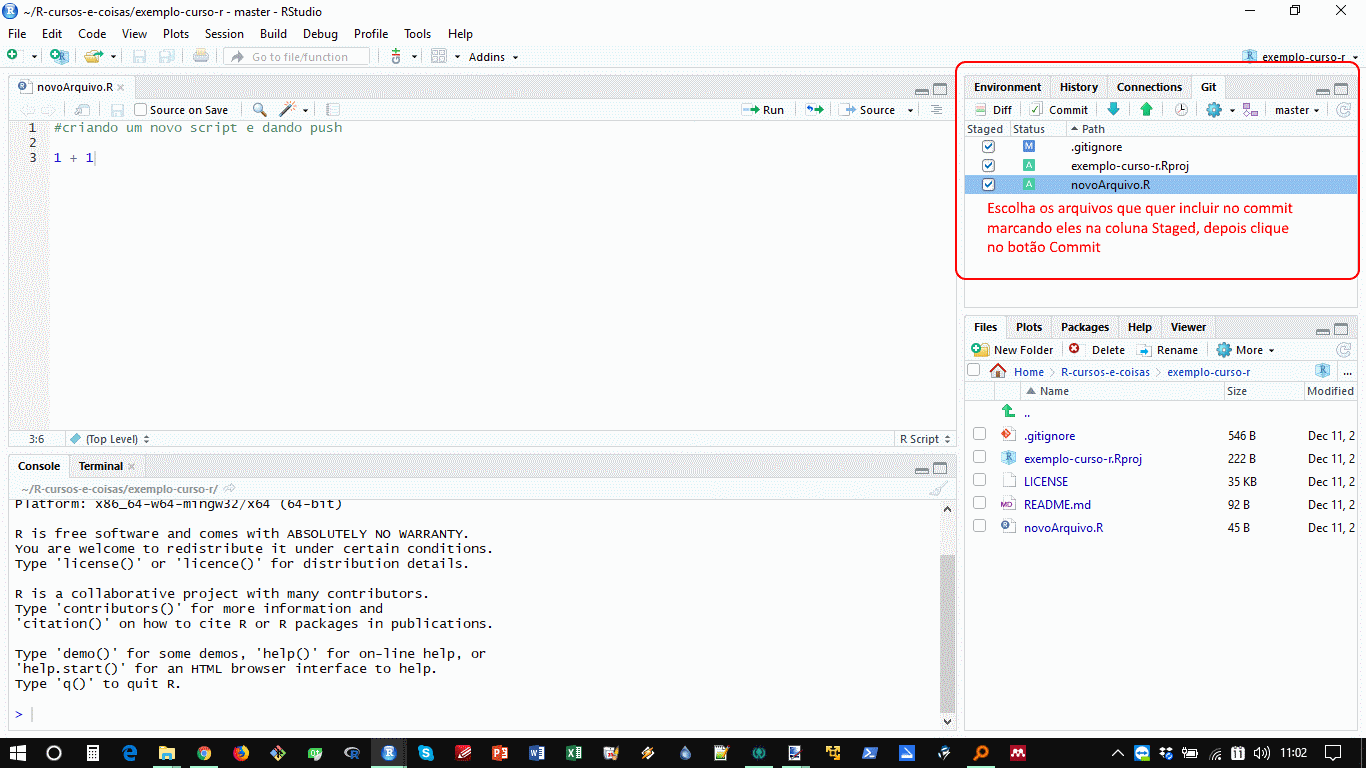 ~/R-cursos-e-coisas/exemplo-curso-r - master - RStudio
File Edit Code View Plots Session Build Debug Profile Tools Help
Go to file/function Addins exemplo-curso-r
novoArquivo.R
Source on Save Run Source
1 #criando um novo script e dando push
2
3 1 + 1
3:6 (Top Level) R Script
Console Terminal
~/R-cursos-e-coisas/exemplo-curso-r/
Platform: x86_64-w64-mingw32/x64 (64-bit)
R is free software and comes with ABSOLUTELY NO WARRANTY.
You are welcome to redistribute it under certain conditions.
Type 'license()' or 'licence()' for distribution details.
R is a collaborative project with many contributors.
Type 'contributors()' for more information and
'citation()' on how to cite R or R packages in publications.
Type 'demo()' for some demos, 'help()' for on-line help, or
'help.start()' for an HTML browser interface to help.
Type 'q()' to quit R.
>
Environment History Connections Git
Diff Commit master
Staged Status Path
M .gitignore
A exemplo-curso-r.Rproj
A novoArquivo.R
Escolha os arquivos que quer incluir no commit
marcando eles na coluna Staged, depois clique
no botão Commit
Files Plots Packages Help Viewer
New Folder Delete Rename More
Home R-cursos-e-coisas exemplo-curso-r ...
Name Size Modified
..
.gitignore 546 B Dec 11, 2
exemplo-curso-r.Rproj 222 B Dec 11, 2
LICENSE 35 KB Dec 11, 2
README.md 92 B Dec 11, 2
novoArquivo.R 45 B Dec 11, 2
11:02